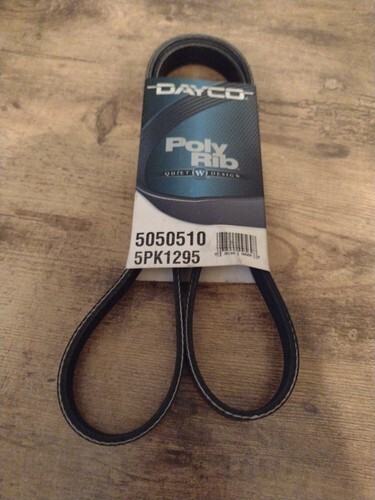 DAYCO
Poly
Rib
QUIET W DESIGN
5050510
5PK1295